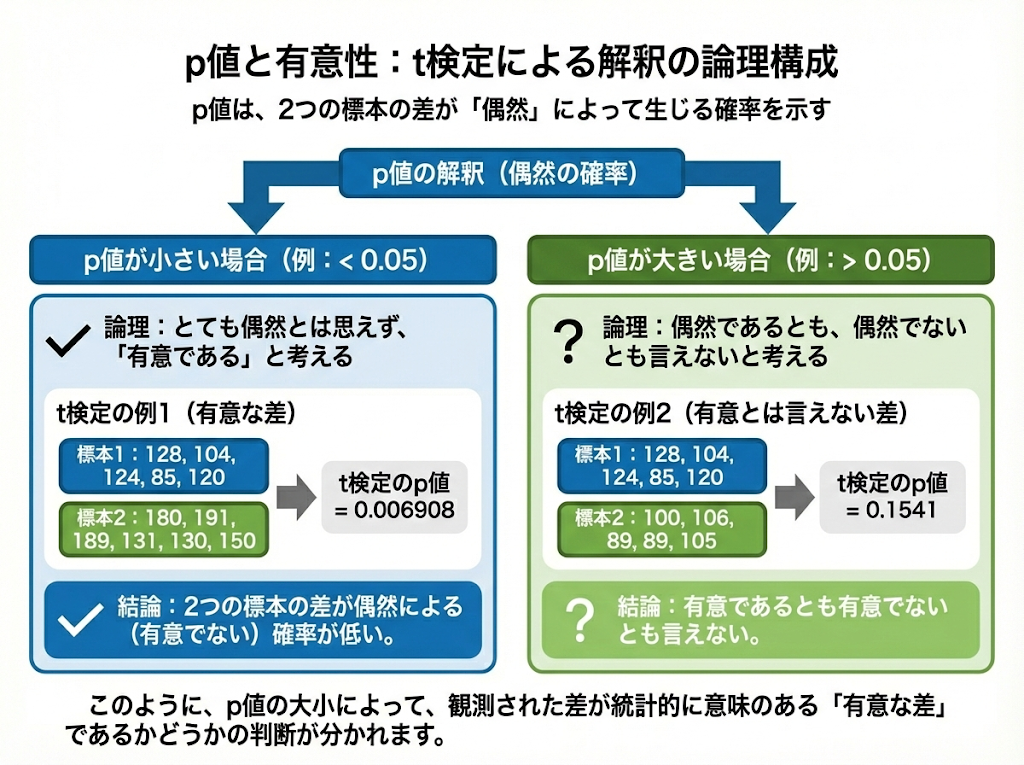 p値と有意性：t検定による解釈の論理構成
p値は、2つの標本の差が「偶然」によって生じる確率を示す
p値の解釈（偶然の確率）
p値が小さい場合（例：< 0.05）
論理：とても偶然とは思えず、
「有意である」と考える
t検定の例1（有意な差）
標本1：128, 104,
124, 85, 120
標本2：180, 191,
189, 131, 130, 150
t検定のp値
= 0.006908
結論：2つの標本の差が偶然による
（有意でない）確率が低い。
p値が大きい場合（例：> 0.05）
論理：偶然であるとも、偶然でない
とも言えないと考える
t検定の例2（有意とは言えない差）
標本1：128, 104,
124, 85, 120
標本2：100, 106,
89, 89, 105
t検定のp値
= 0.1541
結論：有意であるとも有意でない
とも言えない。
このように、p値の大小によって、観測された差が統計的に意味のある「有意な差」
であるかどうかの判断が分かれます。